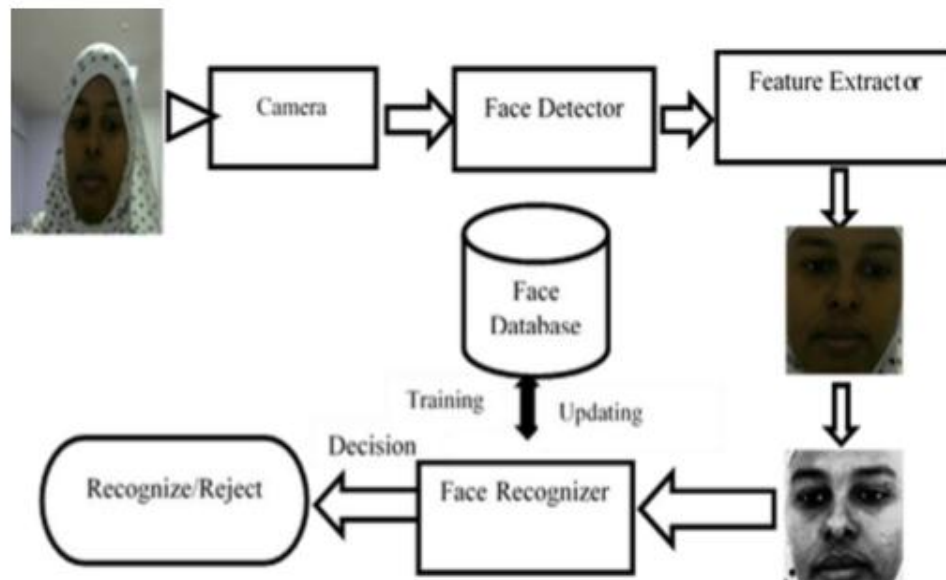 Camera
Face Detector
Feature Extractor
Face
Database
Training
Updating
Decision
Recognize/Reject
Face Recognizer